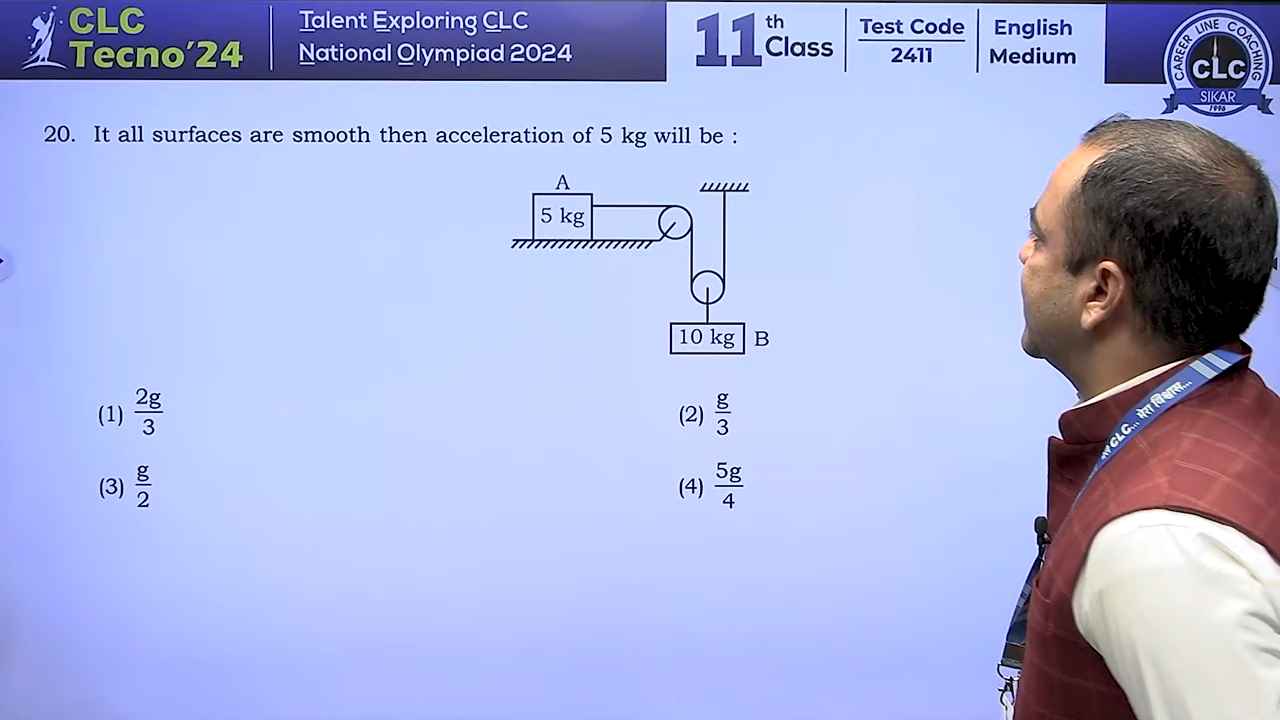 CLC
Tecno'24
Talent Exploring CLC
National Olympiad 2024
11th Class
Test Code
2411
English
Medium
CAREER LINE COACHING
CLC
SIKAR
1996
20. It all surfaces are smooth then acceleration of 5 kg will be :
A
5 kg
10 kg B
(1) 2g/3
(2) g/3
(3) g/2
(4) 5g/4
CLC... मेरा विश्वास...